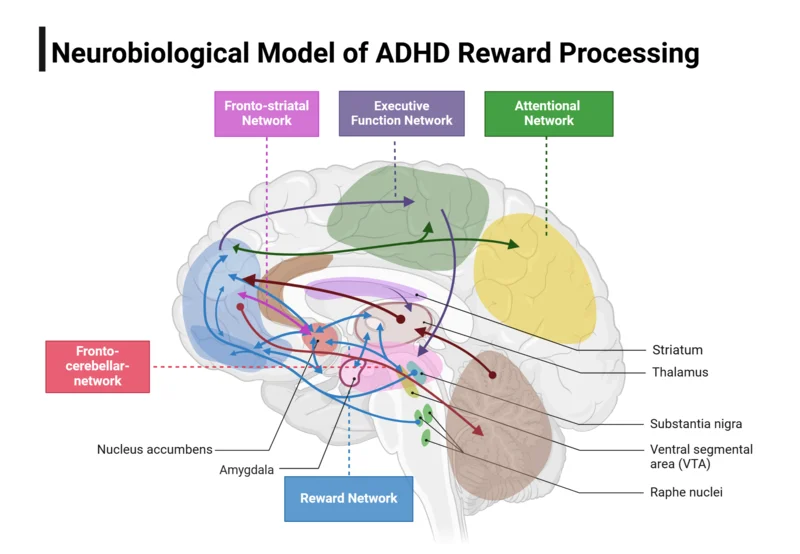 Neurobiological Model of ADHD Reward Processing
Fronto-striatal
Network
Executive
Function Network
Attentional
Network
Fronto-
cerebellar-
network
Striatum
Thalamus
Substantia nigra
Ventral segmental
area (VTA)
Raphe nuclei
Nucleus accumbens
Amygdala
Reward Network